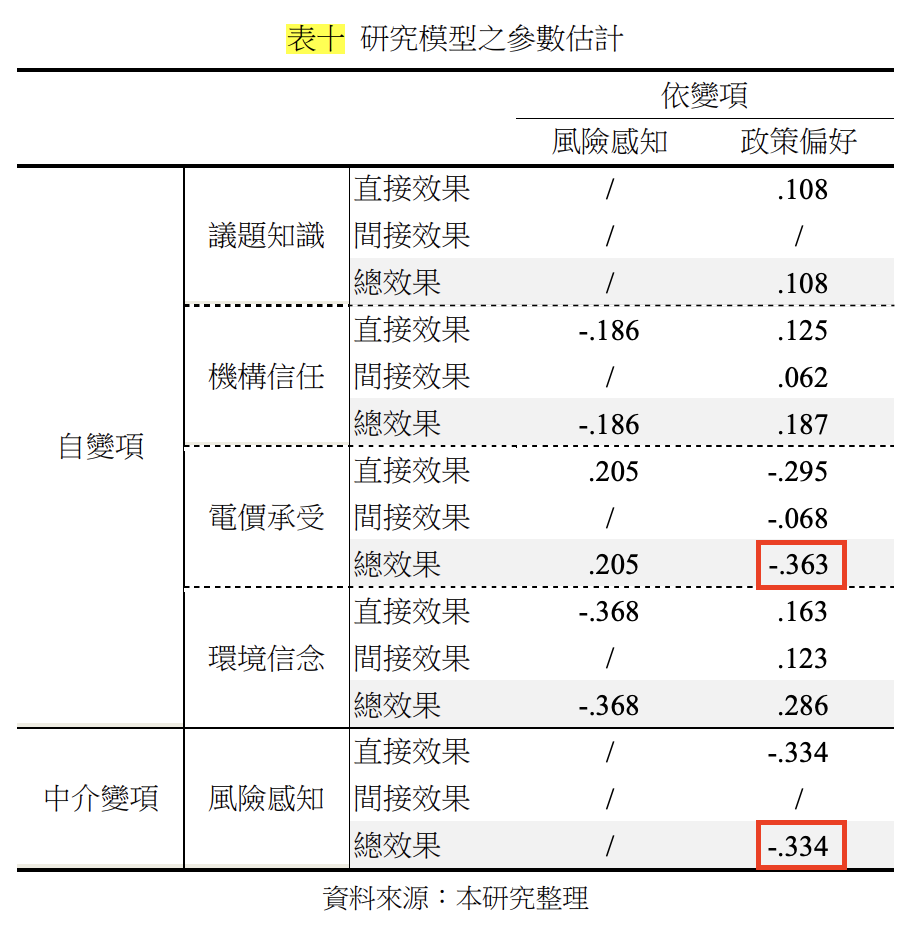 表十 研究模型之參數估計
依變項
風險感知 政策偏好
直接效果 / .108
議題知識 間接效果 / /
總效果 / .108
直接效果 -.186 .125
機構信任 間接效果 / .062
總效果 -.186 .187
自變項
直接效果 .205 -.295
電價承受 間接效果 / -.068
總效果 .205 -.363
直接效果 -.368 .163
環境信念 間接效果 / .123
總效果 -.368 .286
直接效果 / -.334
中介變項 風險感知 間接效果 / /
總效果 / -.334
資料來源：本研究整理